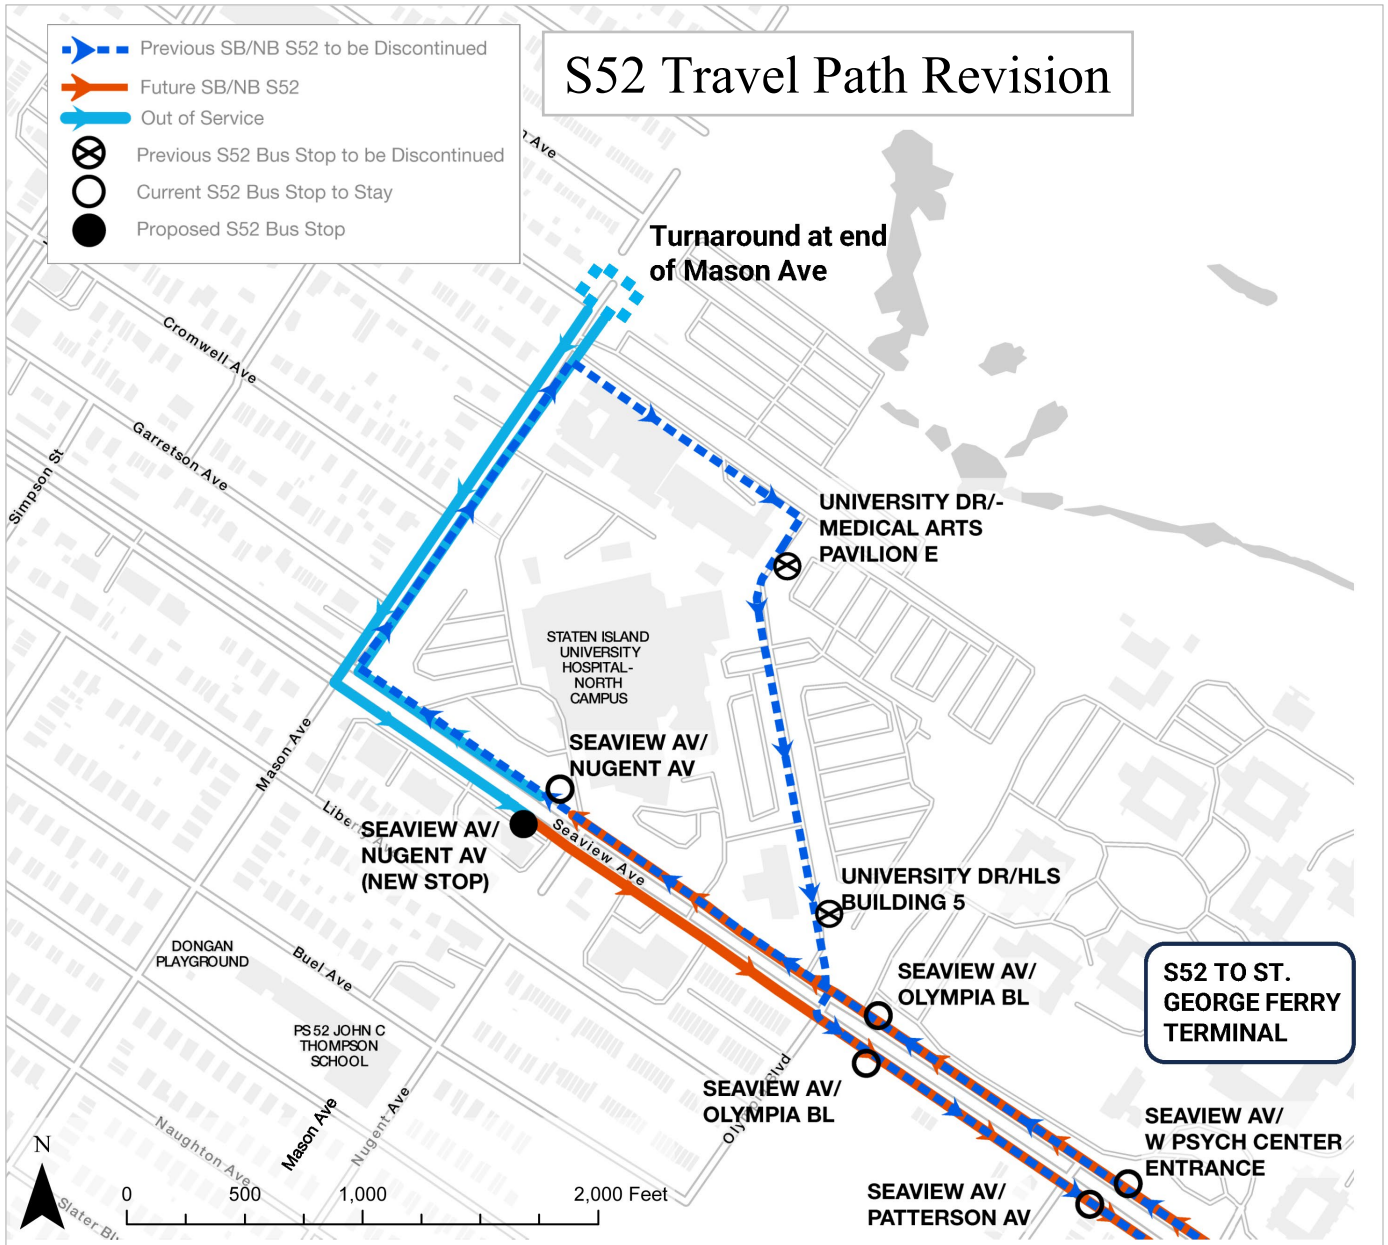 Previous SB/NB S52 to be Discontinued
Future SB/NB S52
Out of Service
Previous S52 Bus Stop to be Discontinued
Current S52 Bus Stop to Stay
Proposed S52 Bus Stop
S52 Travel Path Revision
Ave
Turnaround at end
of Mason Ave
Cromwell Ave
Garretson Ave
Simpson St
UNIVERSITY DR/-
MEDICAL ARTS
PAVILION E
STATEN ISLAND
UNIVERSITY
HOSPITAL-
NORTH
CAMPUS
Mason Ave
SEAVIEW AV/
NUGENT AV
SEAVIEW AV/
NUGENT AV
(NEW STOP)
Seaview Ave
UNIVERSITY DR/HLS
BUILDING 5
DONGAN
PLAYGROUND
Buel Ave
SEAVIEW AV/
OLYMPIA BL
S52 TO ST.
GEORGE FERRY
TERMINAL
PS 52 JOHN C
THOMPSON
SCHOOL
SEAVIEW AV/
OLYMPIA BL
Mason Ave
Nugent Ave
Naughton Ave
SEAVIEW AV/
W PSYCH CENTER
ENTRANCE
SEAVIEW AV/
PATTERSON AV
Slater
N
0 500 1,000 2,000 Feet